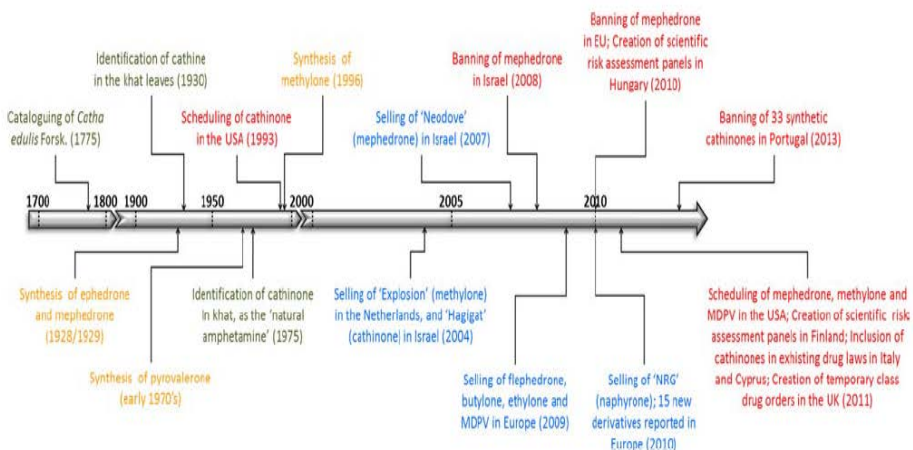 Banning of mephedrone
in EU; Creation of scientific
risk assessment panels in
Hungary (2010)
Identification of cathine
in the khat leaves (1930)
Synthesis of
methylone (1996)
Banning of mephedrone
in Israel (2008)
Cataloguing of Catha
edulis Forsk. (1775)
Scheduling of cathinone
in the USA (1993)
Selling of 'Neodove'
(mephedrone) in Israel
(2007)
Banning of 33 synthetic
cathinones in Portugal (2013)
1700 1800 1900 1950 2000 2005 2010
Synthesis of ephedrone
and mephedrone
(1928/1929)
Identification of cathinone
in khat, as the 'natural
amphetamine' (1975)
Selling of 'Explosion' (methylone)
in the Netherlands, and 'Hagigat'
(cathinone) in Israel (2004)
Scheduling of mephedrone, methylone and
MDPV in the USA; Creation of scientific risk
assessment panels in Finland; Inclusion of
cathinones in exhisting drug laws in Italy
and Cyprus; Creation of temporary class
drug orders in the UK (2011)
Synthesis of pyrovalerone
(early 1970's)
Selling of flephedrone,
butylone, ethylone and
MDPV in Europe (2009)
Selling of 'NRG'
(naphyrone); 15 new
derivatives reported in
Europe (2010)